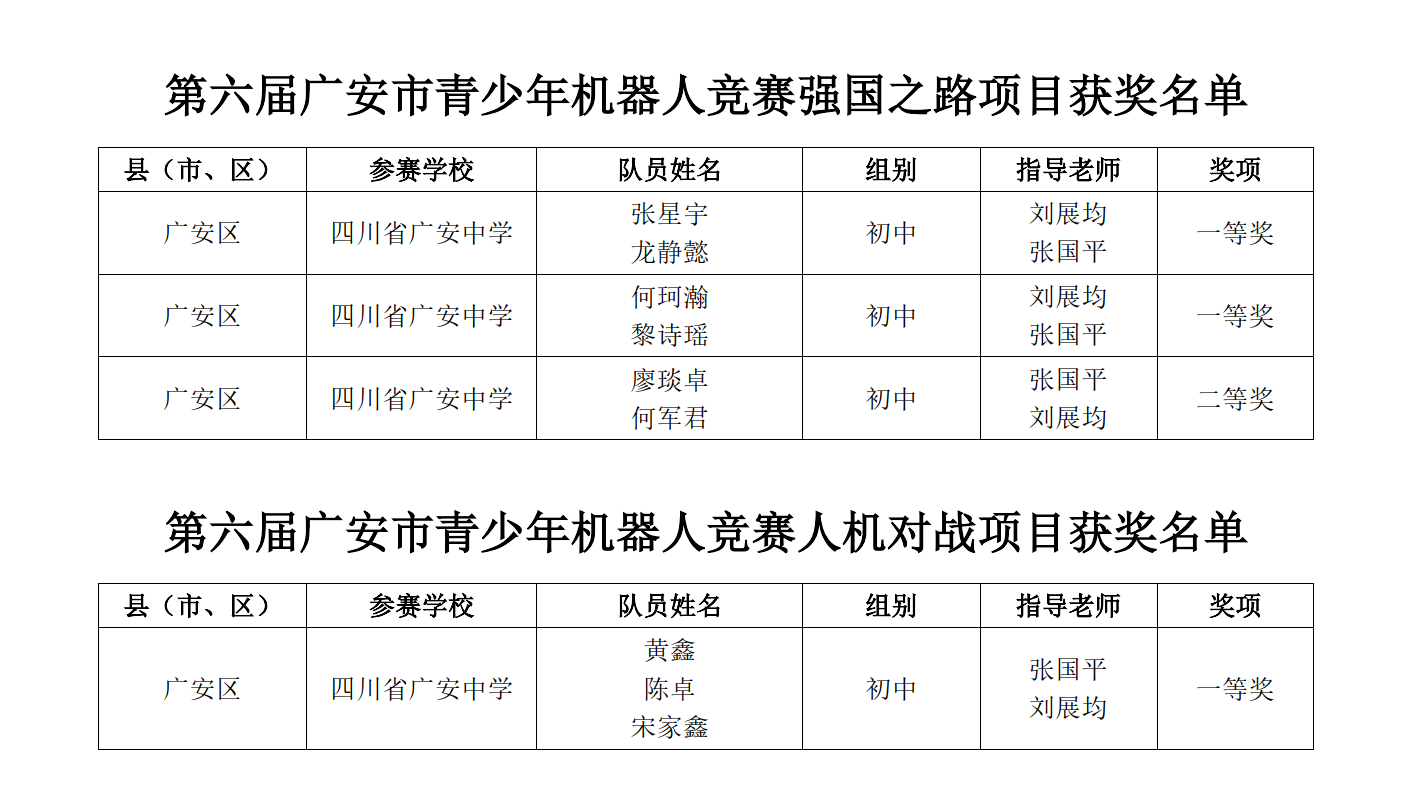 第六届广安市青少年机器人竞赛强国之路项目获奖名单
县（市、区） 参赛学校 队员姓名 组别 指导老师 奖项
广安区 四川省广安中学 张星宇 龙静懿 初中 刘展均 张国平 一等奖
广安区 四川省广安中学 何珂瀚 黎诗瑶 初中 刘展均 张国平 一等奖
广安区 四川省广安中学 廖琰卓 何军君 初中 张国平 刘展均 二等奖
第六届广安市青少年机器人竞赛人机对战项目获奖名单
县（市、区） 参赛学校 队员姓名 组别 指导老师 奖项
广安区 四川省广安中学 黄鑫 陈卓 宋家鑫 初中 张国平 刘展均 一等奖